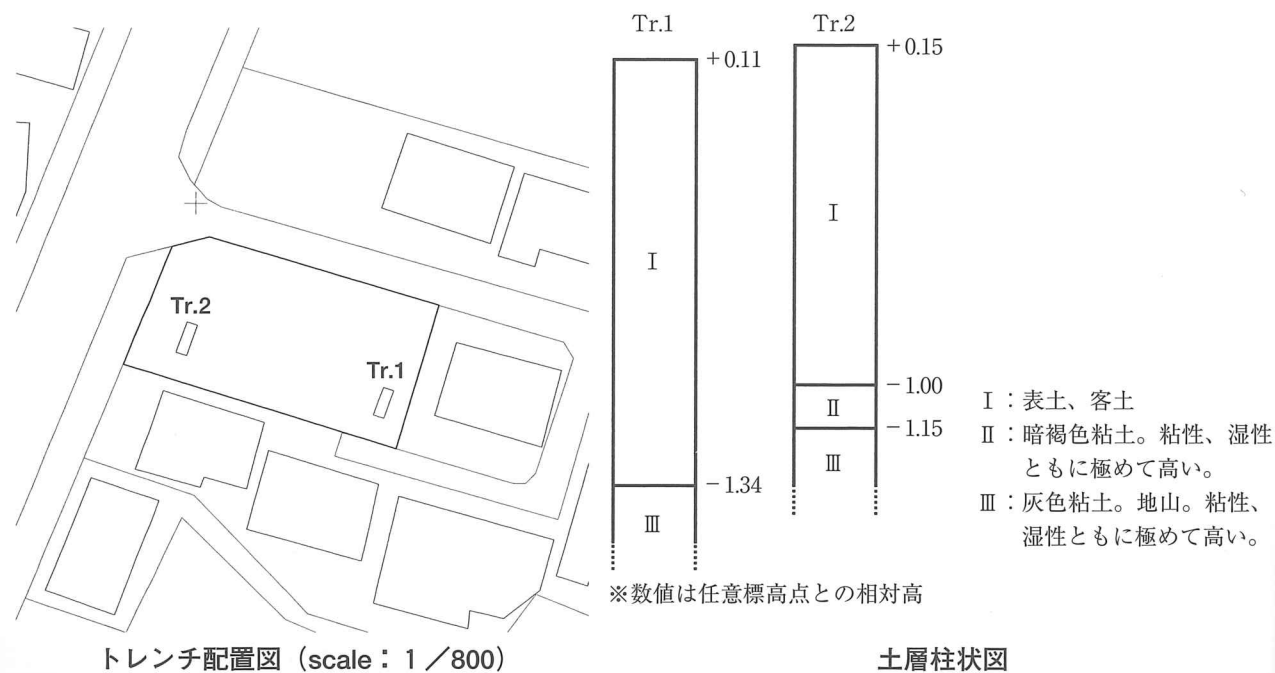 Tr.2
Tr.1
トレンチ配置図（scale：1／800）
Tr.1
+0.11
Ⅰ
−1.34
Ⅲ
Tr.2
+0.15
Ⅰ
−1.00
Ⅱ
−1.15
Ⅲ
Ⅰ：表土、客土
Ⅱ：暗褐色粘土。粘性、湿性
ともに極めて高い。
Ⅲ：灰色粘土。地山。粘性、
湿性ともに極めて高い。
※数値は任意標高点との相対高
土層柱状図